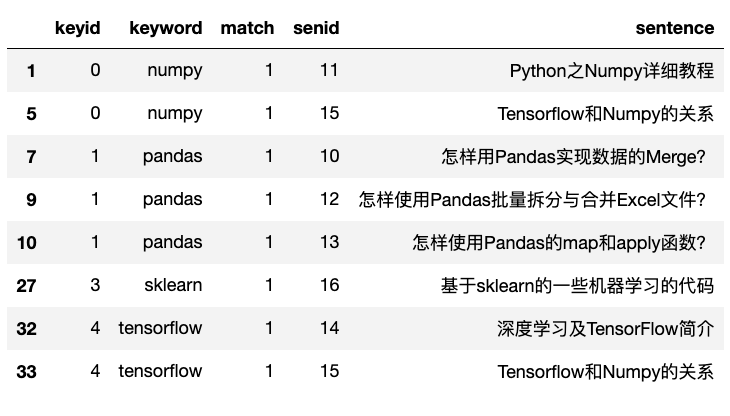 keyid keyword match senid sentence
1 0 numpy 1 11 Python之Numpy详细教程
5 0 numpy 1 15 Tensorflow和Numpy的关系
7 1 pandas 1 10 怎样用Pandas实现数据的Merge？
9 1 pandas 1 12 怎样使用Pandas批量拆分与合并Excel文件？
10 1 pandas 1 13 怎样使用Pandas的map和apply函数？
27 3 sklearn 1 16 基于sklearn的一些机器学习的代码
32 4 tensorflow 1 14 深度学习及TensorFlow简介
33 4 tensorflow 1 15 Tensorflow和Numpy的关系